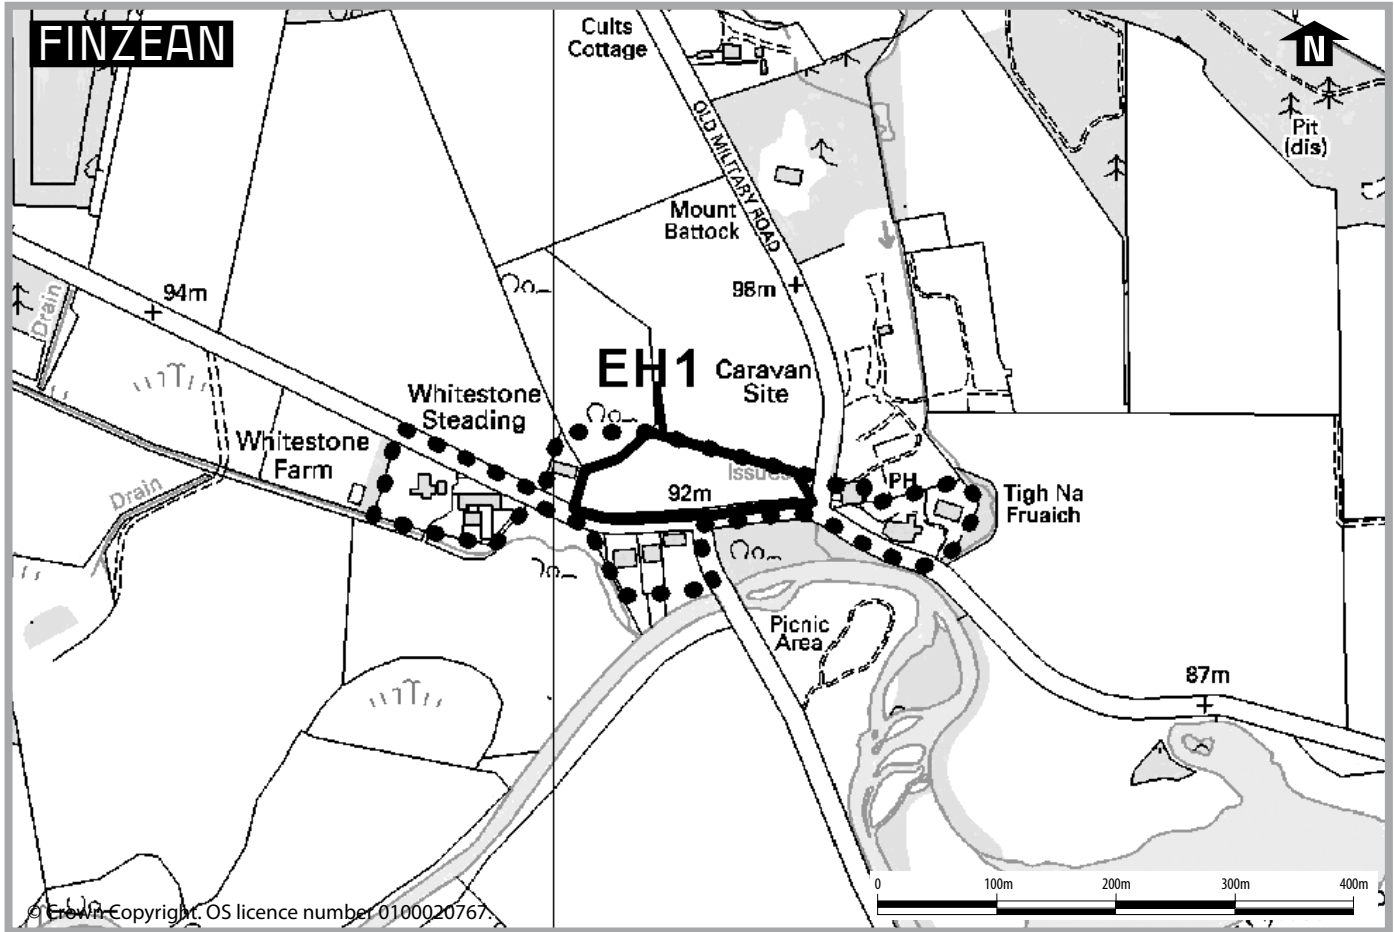 FINZEAN
Cults
Cottage
N
Pit
(dis)
OLD MILITARY ROAD
Mount
Battock
98m
94m
Drain
EH1
Caravan
Site
Whitestone
Steading
Whitestone
Farm
Issues
92m
PH
Tigh Na
Fruaich
Drain
Picnic
Area
87m
0 100m 200m 300m 400m
© Crown Copyright. OS licence number 0100020767.